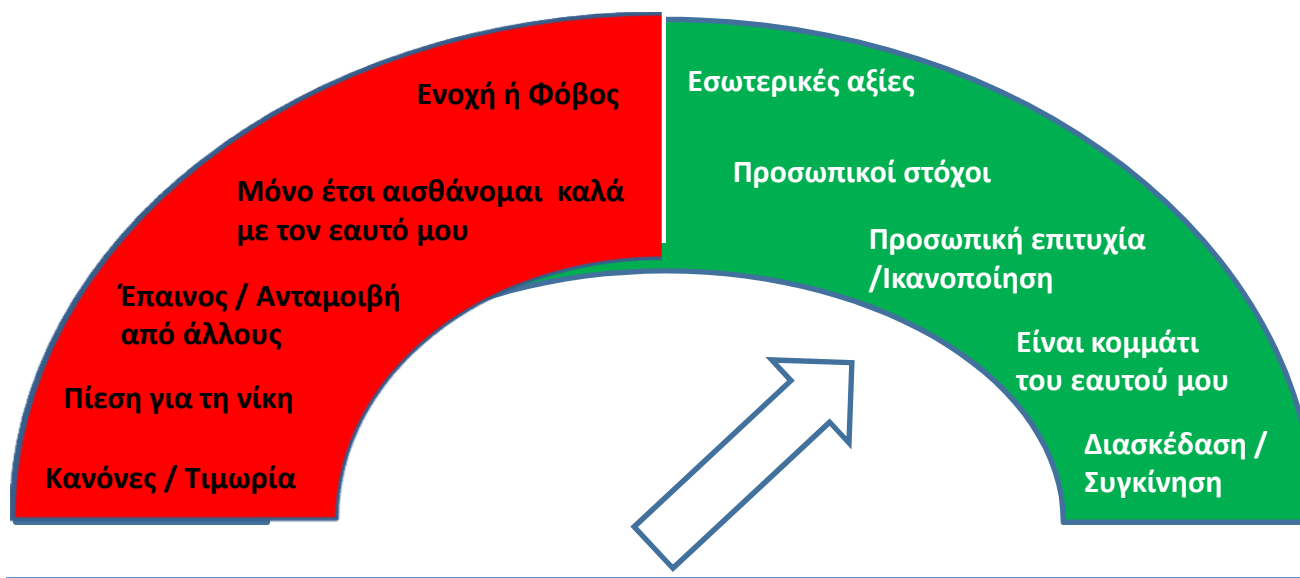 Ενοχή ή Φόβος
Μόνο έτσι αισθάνομαι καλά
με τον εαυτό μου
Έπαινος / Ανταμοιβή
από άλλους
Πίεση για τη νίκη
Κανόνες / Τιμωρία
Εσωτερικές αξίες
Προσωπικοί στόχοι
Προσωπική επιτυχία
/Ικανοποίηση
Είναι κομμάτι
του εαυτού μου
Διασκέδαση /
Συγκίνηση